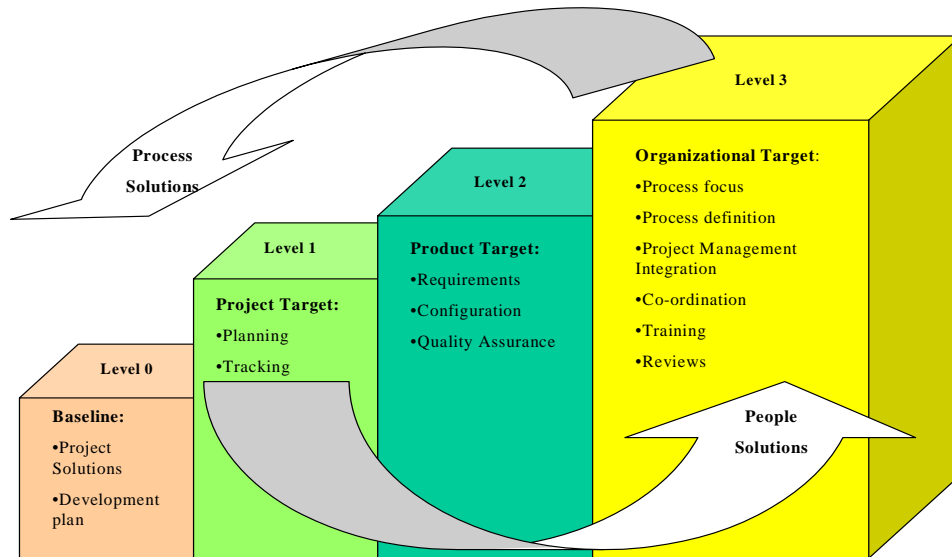 Process
Solutions
Level 0
Baseline:
•Project
Solutions
•Development
plan
Level 1
Project Target:
•Planning
•Tracking
Level 2
Product Target:
•Requirements
•Configuration
•Quality Assurance
Level 3
Organizational Target:
•Process focus
•Process definition
•Project Management
Integration
•Co-ordination
•Training
•Reviews
People
Solutions